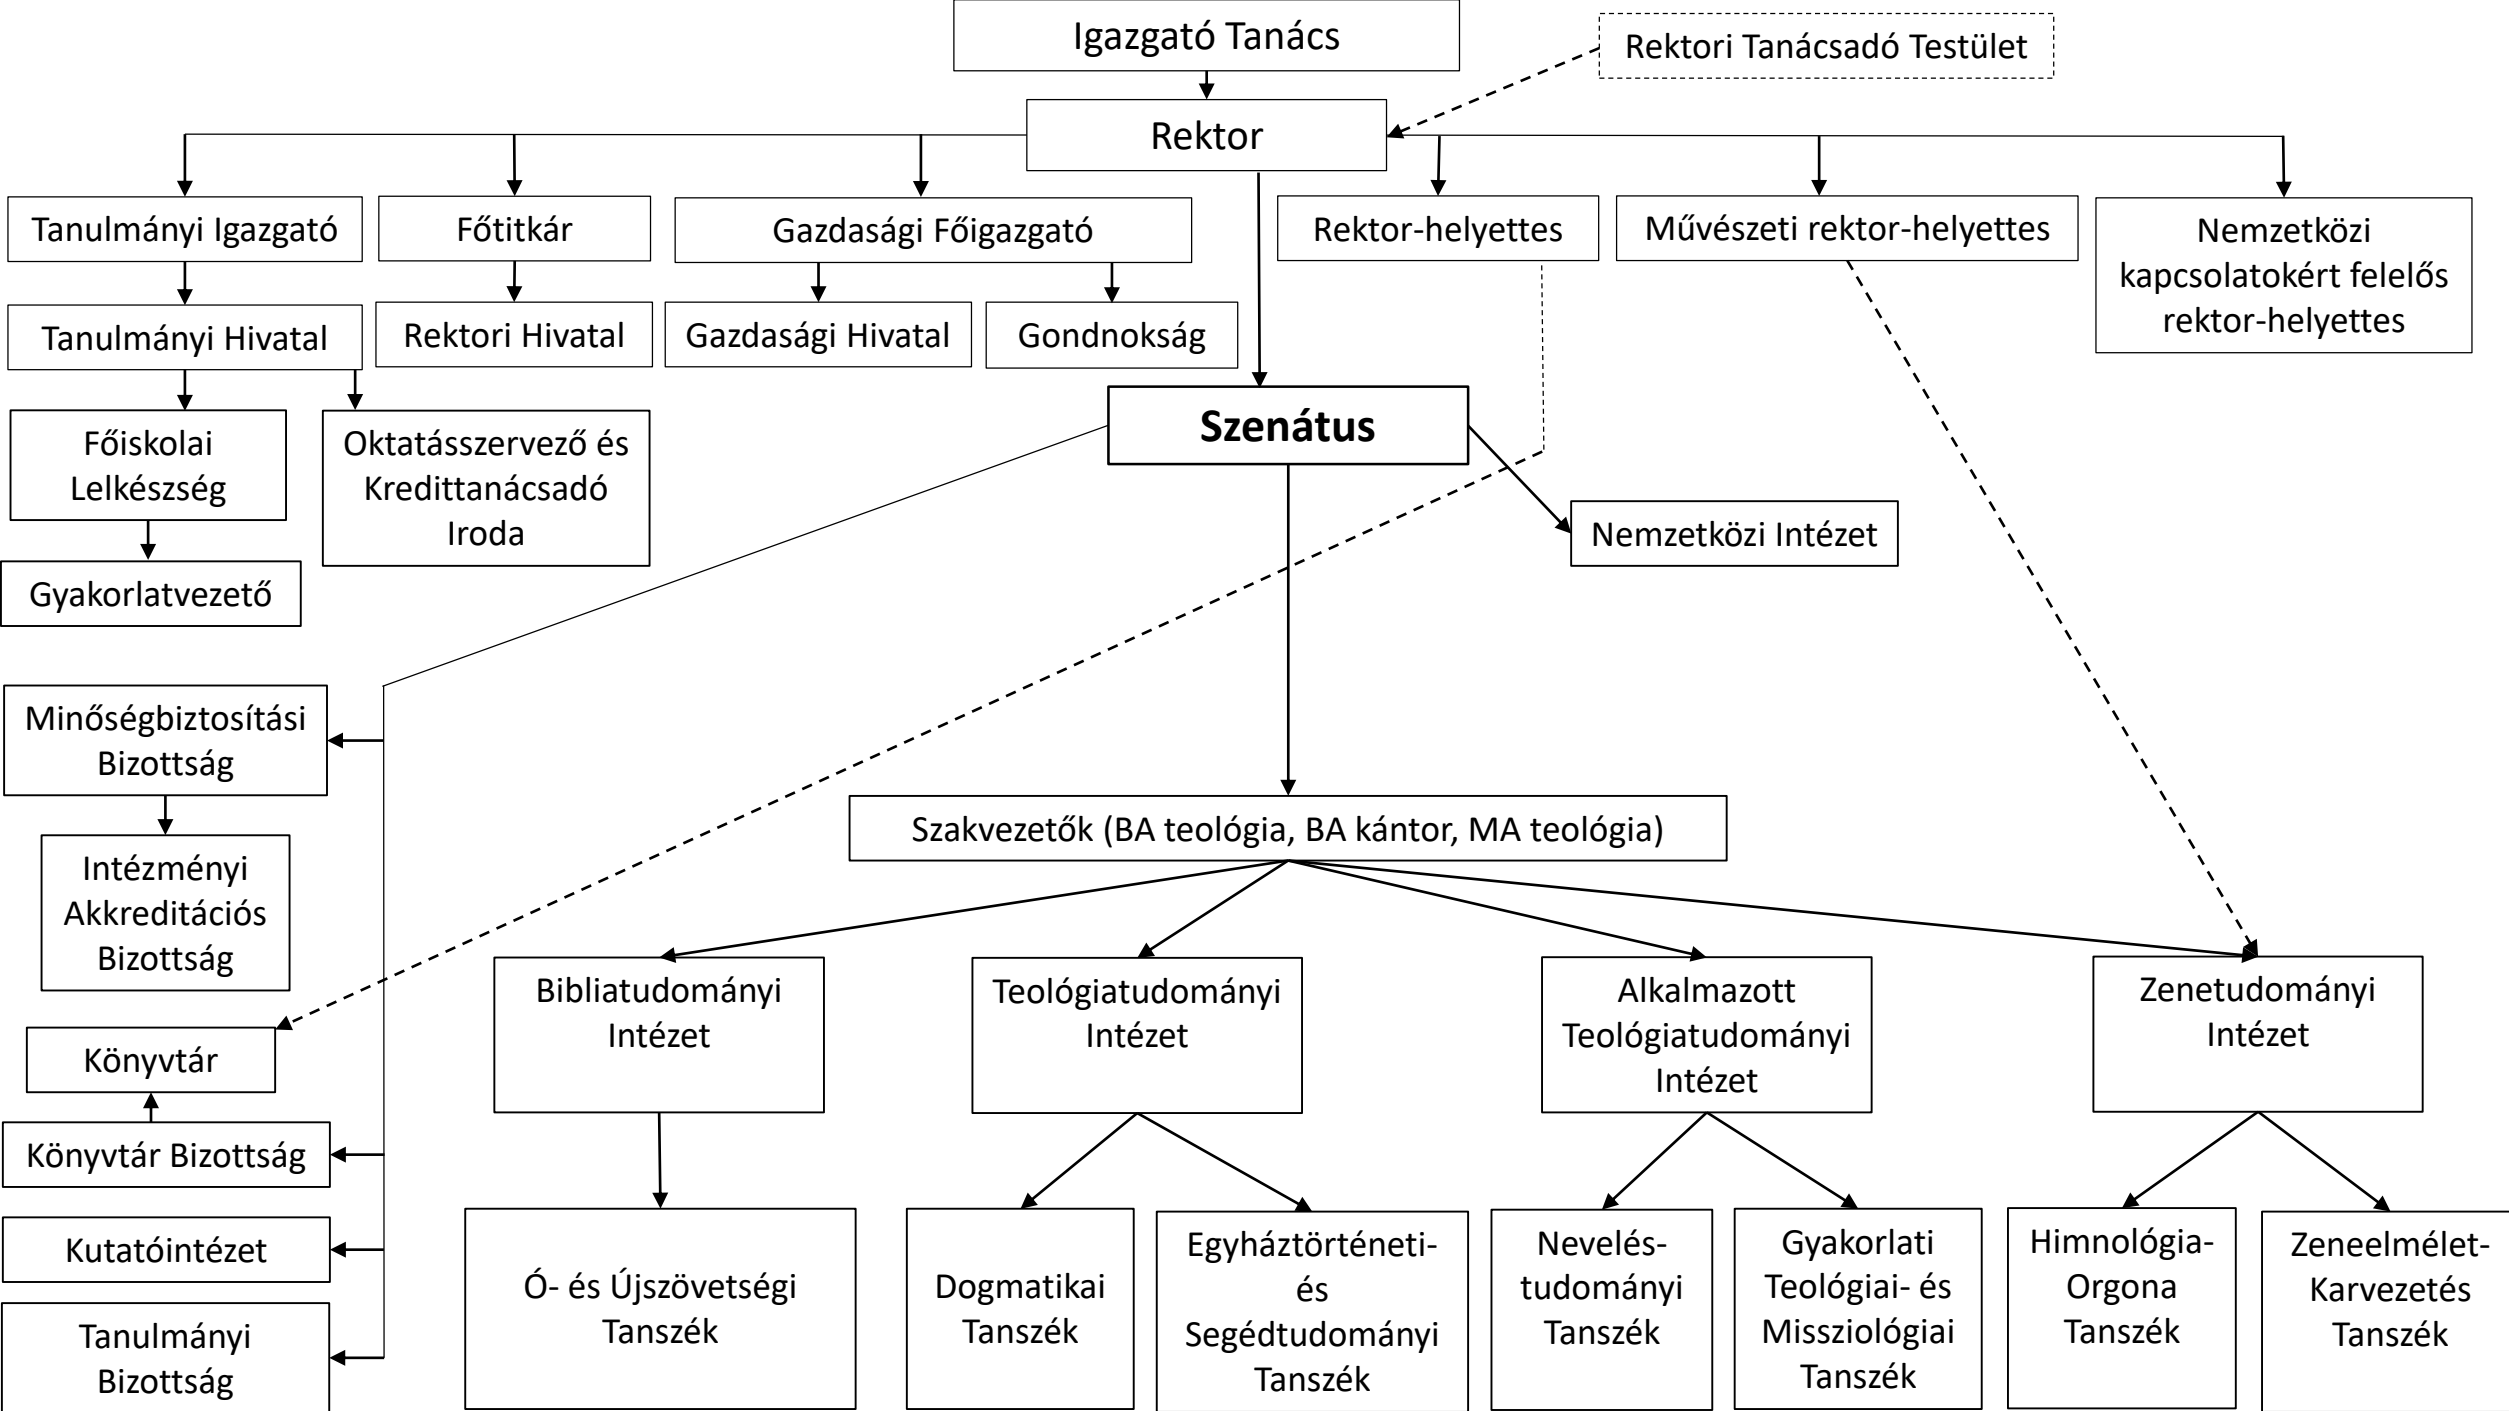 Igazgató Tanács
Rektori Tanácsadó Testület
Rektor
Tanulmányi Igazgató
Főtitkár
Gazdasági Főigazgató
Rektor-helyettes
Művészeti rektor-helyettes
Nemzetközi
kapcsolatokért felelős
rektor-helyettes
Tanulmányi Hivatal
Rektori Hivatal
Gazdasági Hivatal
Gondnokság
Szenátus
Főiskolai
Lelkészség
Oktatásszervező és
Kredittanácsadó
Iroda
Nemzetközi Intézet
Gyakorlatvezető
Minőségbiztosítási
Bizottság
Szakvezetők (BA teológia, BA kántor, MA teológia)
Intézményi
Akkreditációs
Bizottság
Bibliatudományi
Intézet
Teológiatudományi
Intézet
Alkalmazott
Teológiatudományi
Intézet
Zenetudományi
Intézet
Könyvtár
Könyvtár Bizottság
Kutatóintézet
Tanulmányi
Bizottság
Ó- és Újszövetségi
Tanszék
Dogmatikai
Tanszék
Egyháztörténeti-
és
Segédtudományi
Tanszék
Nevelés-
tudományi
Tanszék
Gyakorlati
Teológiai- és
Missziológiai
Tanszék
Himnológia-
Orgona
Tanszék
Zeneelmélet-
Karvezetés
Tanszék